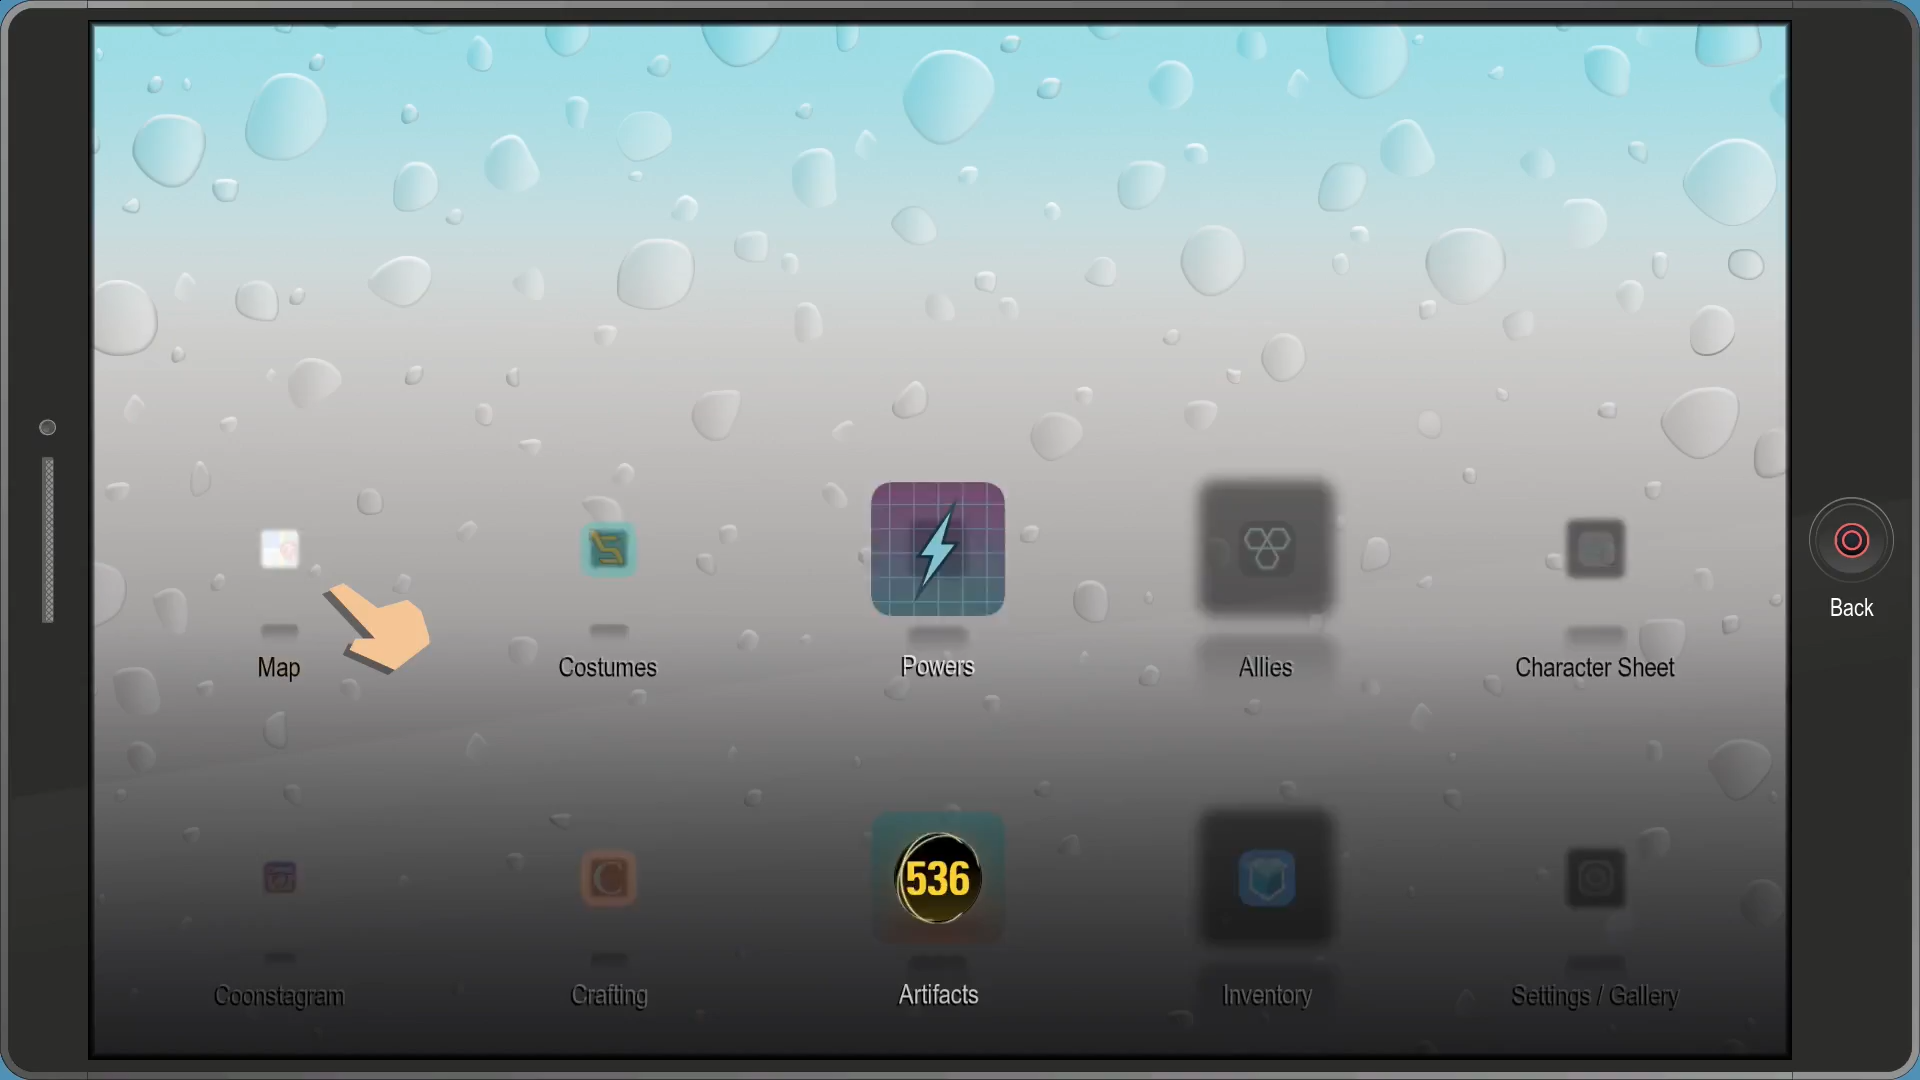 Map
Costumes
Powers
Allies
Character Sheet
Back
536
Coonstagram
Crafting
Artifacts
Inventory
Settings / Gallery